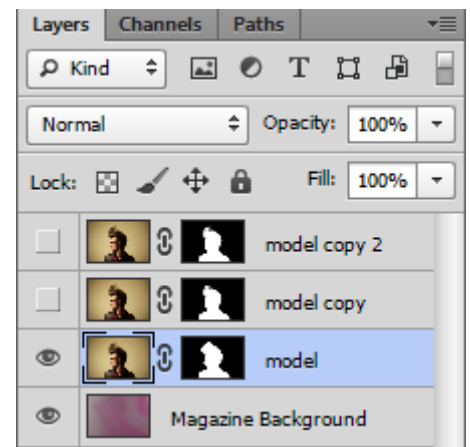 Layers Channels Paths
Kind
Normal Opacity: 100%
Lock: Fill: 100%
model copy 2
model copy
model
Magazine Background